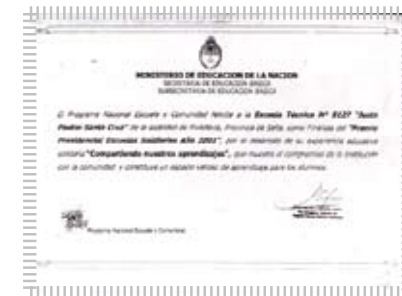 MINISTERIO DE EDUCACION DE LA NACION
SECRETARIA DE EDUCACION BASICA
SUBSECRETARIA DE EDUCACION BASICA
El Programa Nacional Escuela y Comunidad felicita a la Escuela Técnica Nº 5127 "Justo
Pastor Santa Cruz" de la localidad de Pichanal, Provincia de Salta, como Finalista del "Premio
Presidencial Escuelas Solidarias Año 2001", por el desarrollo de su experiencia educativa
solidaria "Compartiendo nuestros aprendizajes", que muestra el compromiso de la institución
con la comunidad y constituye un espacio valioso de aprendizaje para los alumnos.
Programa Nacional Escuela y Comunidad